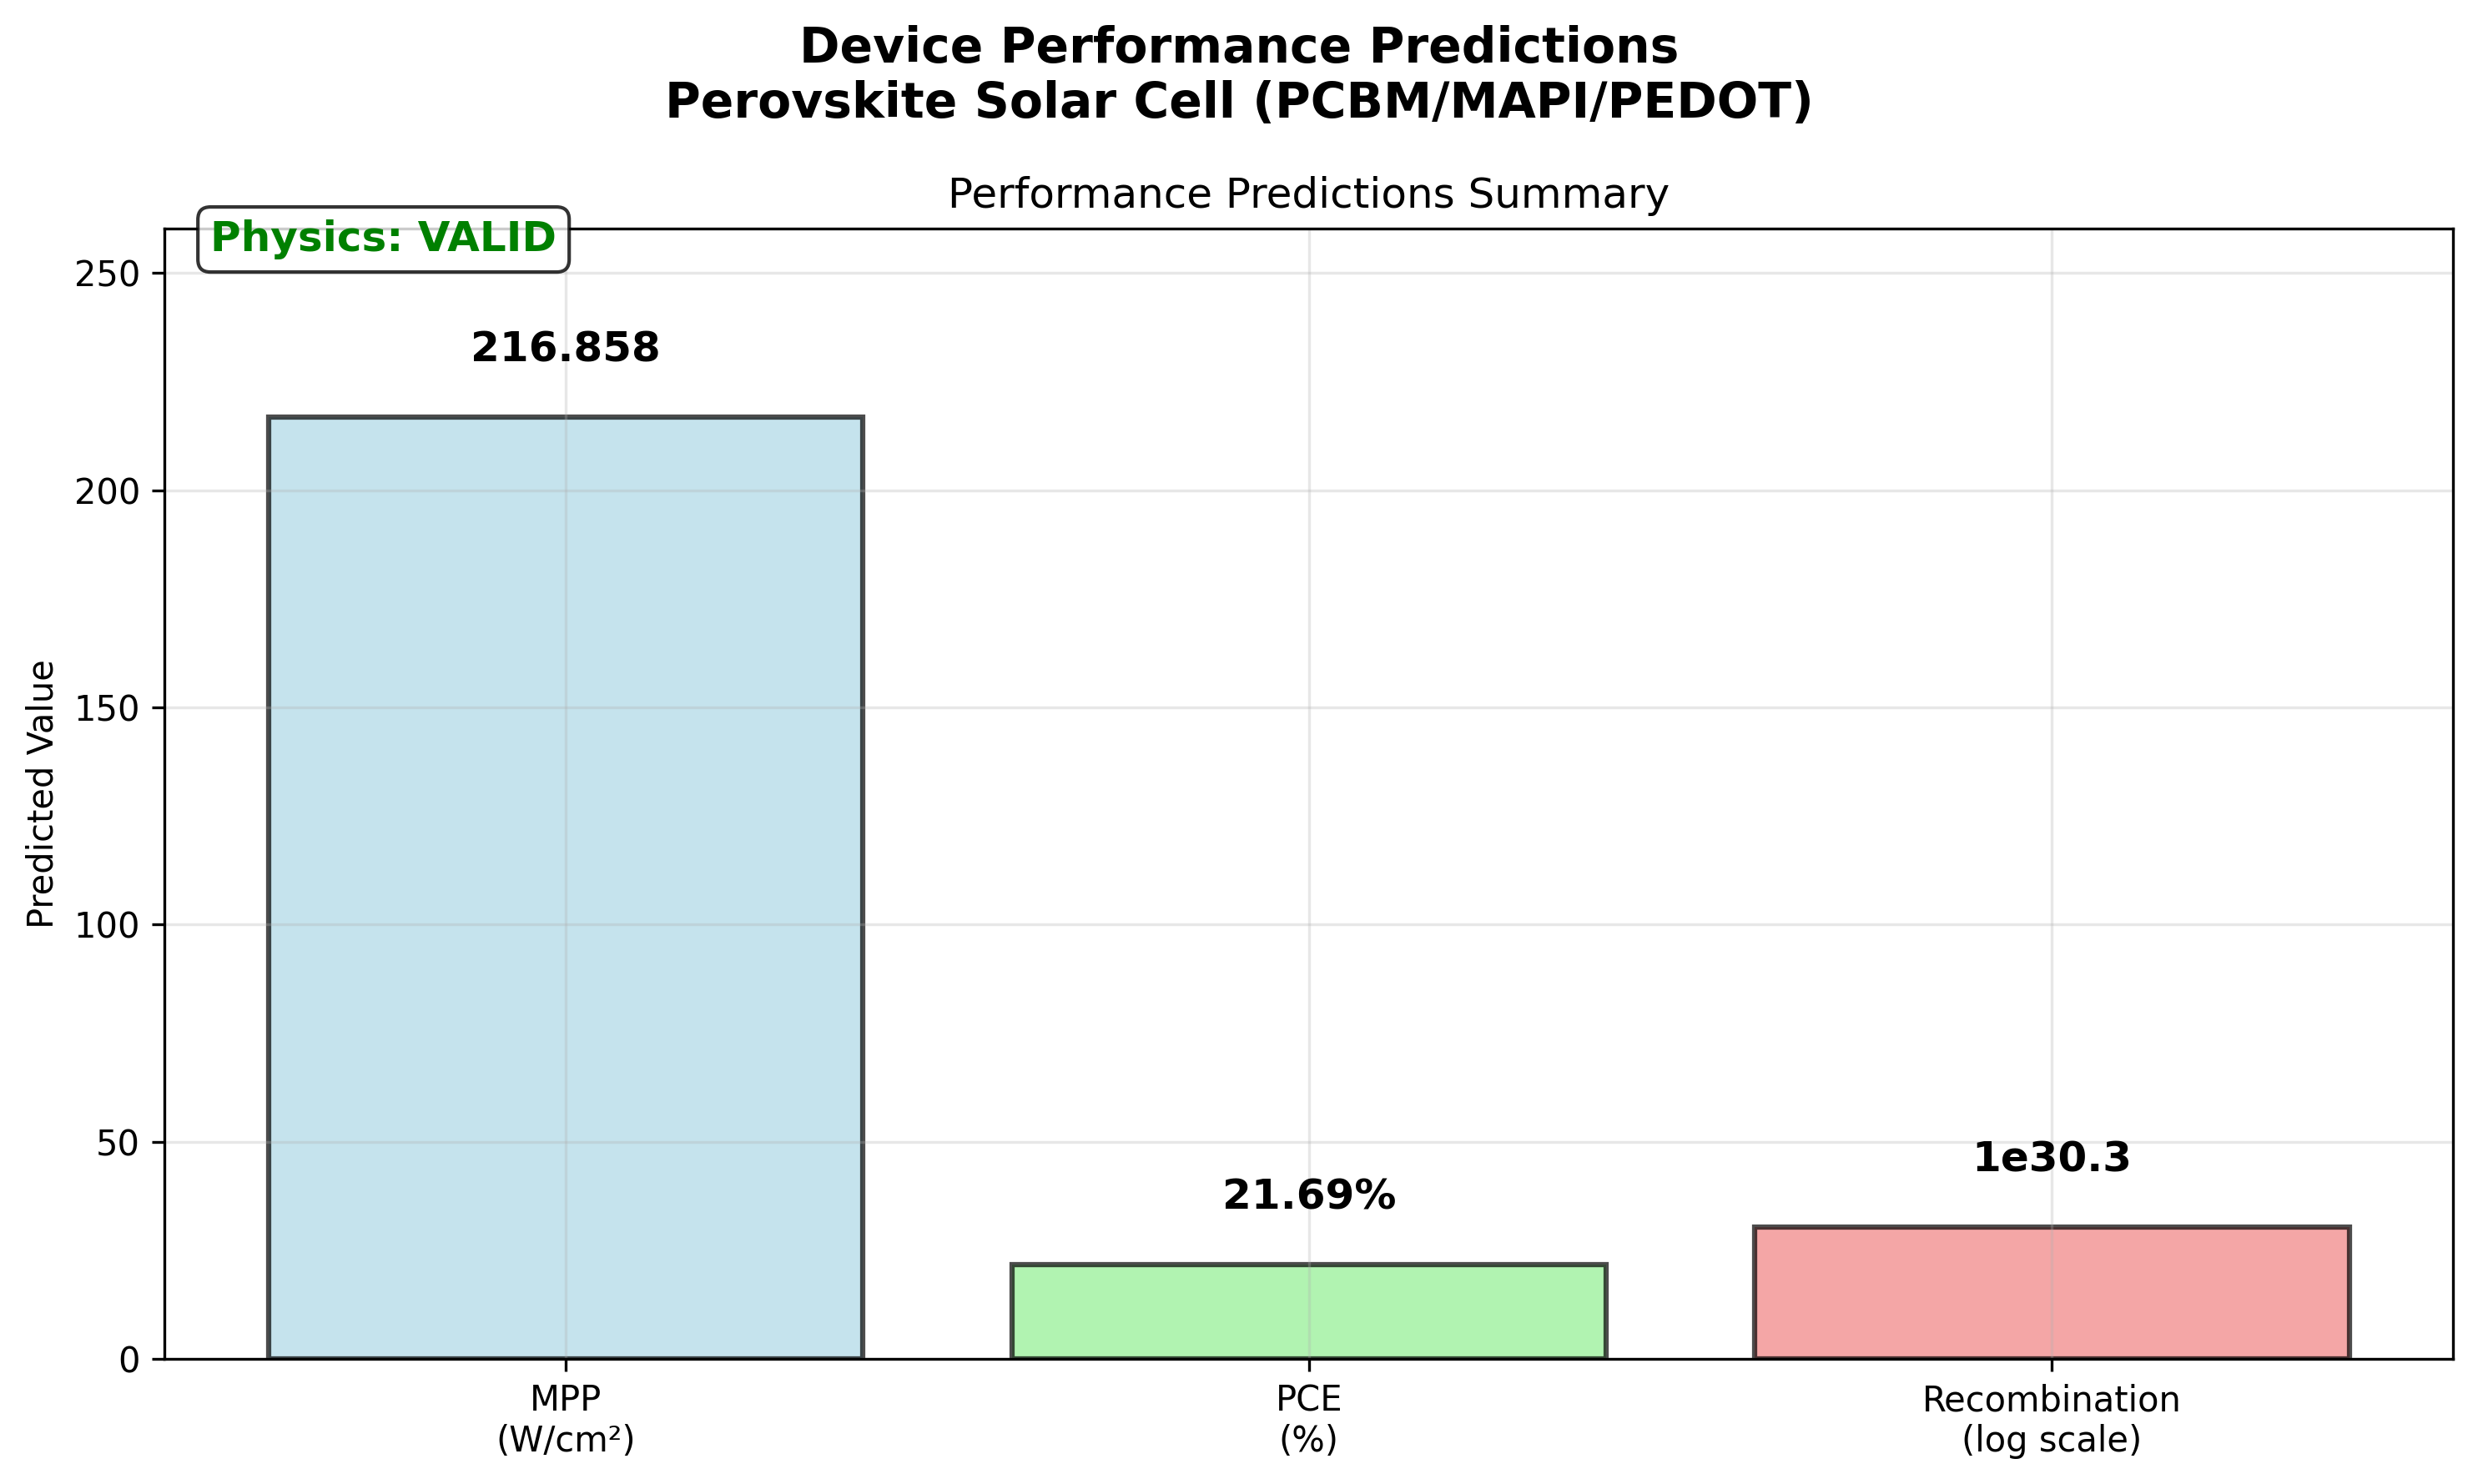 Device Performance Predictions
Perovskite Solar Cell (PCBM/MAPI/PEDOT)
Performance Predictions Summary
Physics: VALID
250
200
150
100
50
0
Predicted Value
216.858
21.69%
1e30.3
MPP
(W/cm²)
PCE
(%)
Recombination
(log scale)